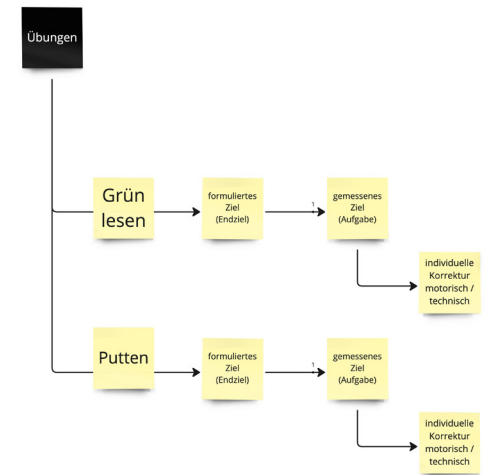 Übungen
Grün
lesen
formuliertes
Ziel
(Endziel)
1
gemessenes
Ziel
(Aufgabe)
individuelle
Korrektur
motorisch /
technisch
Putten
formuliertes
Ziel
(Endziel)
1
gemessenes
Ziel
(Aufgabe)
individuelle
Korrektur
motorisch /
technisch